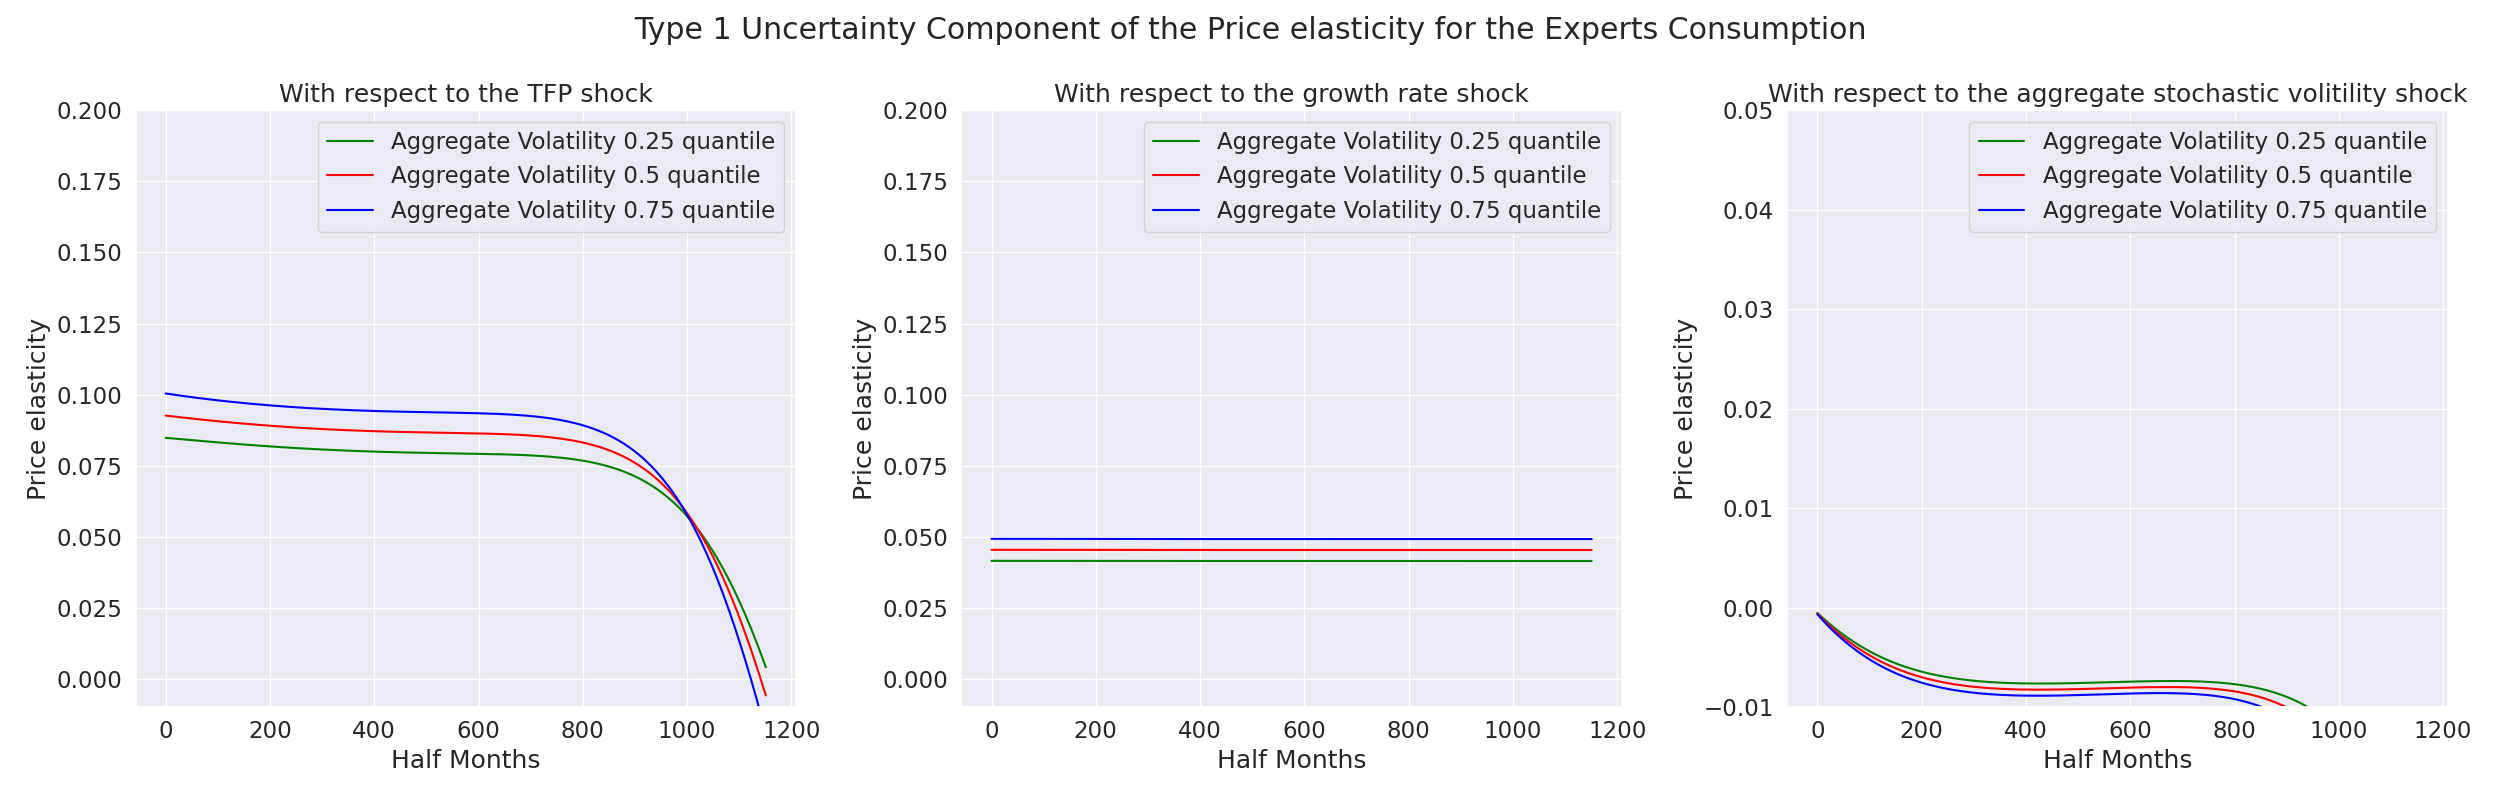 Type 1 Uncertainty Component of the Price elasticity for the Experts Consumption
With respect to the TFP shock
0.200
0.175
0.150
0.125
0.100
0.075
0.050
0.025
0.000
Price elasticity
Aggregate Volatility 0.25 quantile
Aggregate Volatility 0.5 quantile
Aggregate Volatility 0.75 quantile
0 200 400 600 800 1000 1200
Half Months
With respect to the growth rate shock
0.200
0.175
0.150
0.125
0.100
0.075
0.050
0.025
0.000
Price elasticity
Aggregate Volatility 0.25 quantile
Aggregate Volatility 0.5 quantile
Aggregate Volatility 0.75 quantile
0 200 400 600 800 1000 1200
Half Months
With respect to the aggregate stochastic volitility shock
0.05
0.04
0.03
0.02
0.01
0.00
−0.01
Price elasticity
Aggregate Volatility 0.25 quantile
Aggregate Volatility 0.5 quantile
Aggregate Volatility 0.75 quantile
0 200 400 600 800 1000 1200
Half Months